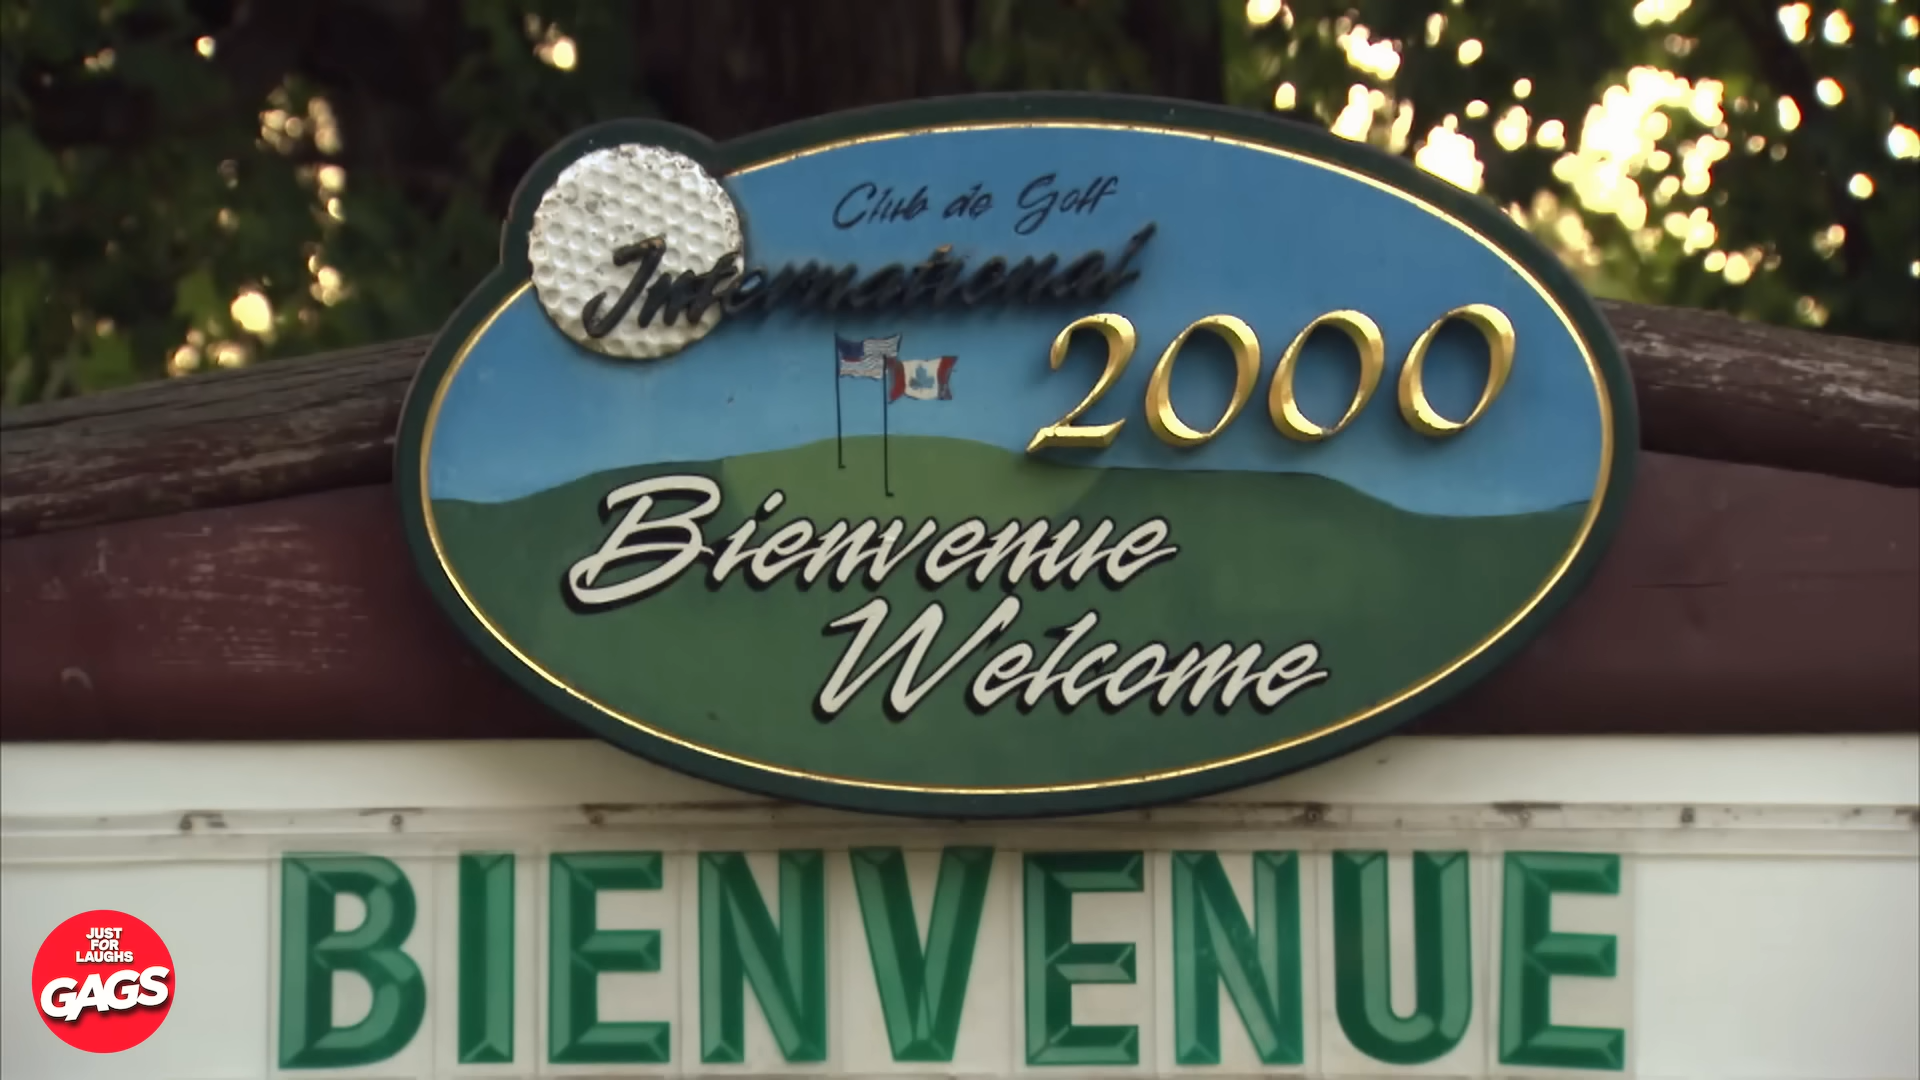 Club de Golf
International
2000
Bienvenue
Welcome
BIENVENUE
JUST
FOR
LAUGHS
GAGS